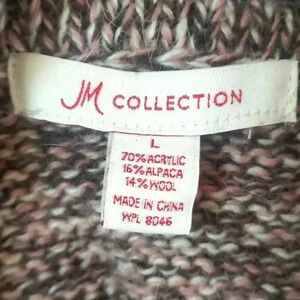 JM COLLECTION
L
70% ACRYLIC
16% ALPACA
14% WOOL
MADE IN CHINA
WPL 8046